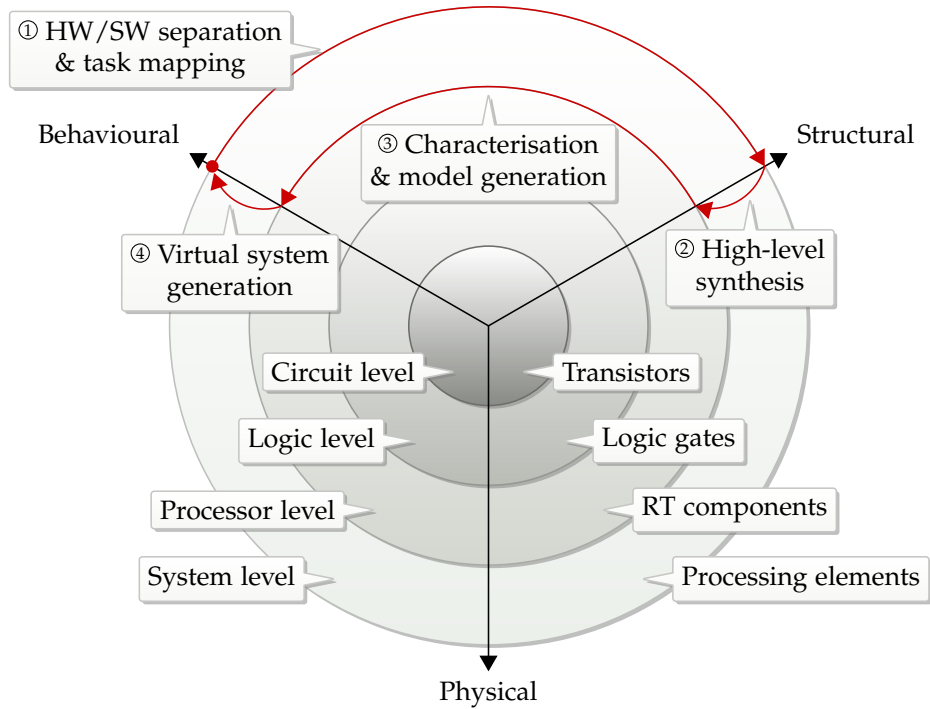 ① HW/SW separation
& task mapping
Behavioural
Structural
③ Characterisation
& model generation
④ Virtual system
generation
② High-level
synthesis
Circuit level
Transistors
Logic level
Logic gates
Processor level
RT components
System level
Processing elements
Physical